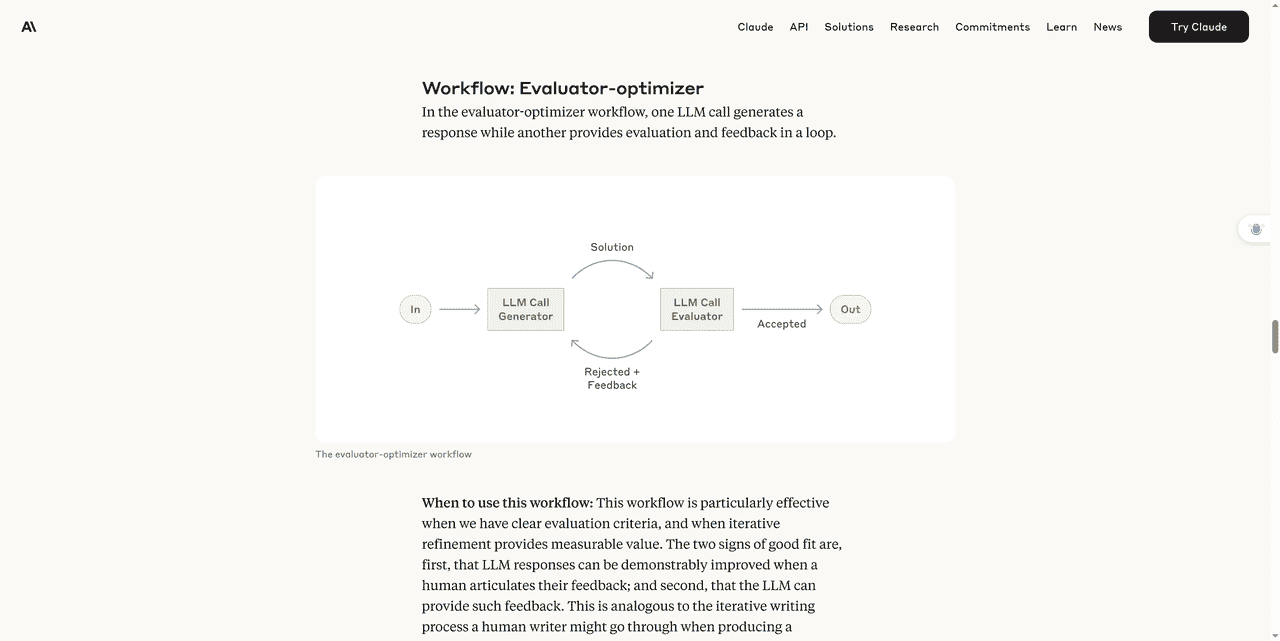 A\
Claude API Solutions Research Commitments Learn News Try Claude
Workflow: Evaluator-optimizer
In the evaluator-optimizer workflow, one LLM call generates a
response while another provides evaluation and feedback in a loop.
Solution
In
LLM Call
Generator
LLM Call
Evaluator
Accepted
Out
Rejected +
Feedback
The evaluator-optimizer workflow
When to use this workflow: This workflow is particularly effective
when we have clear evaluation criteria, and when iterative
refinement provides measurable value. The two signs of good fit are,
first, that LLM responses can be demonstrably improved when a
human articulates their feedback; and second, that the LLM can
provide such feedback. This is analogous to the iterative writing
process a human writer might go through when producing a